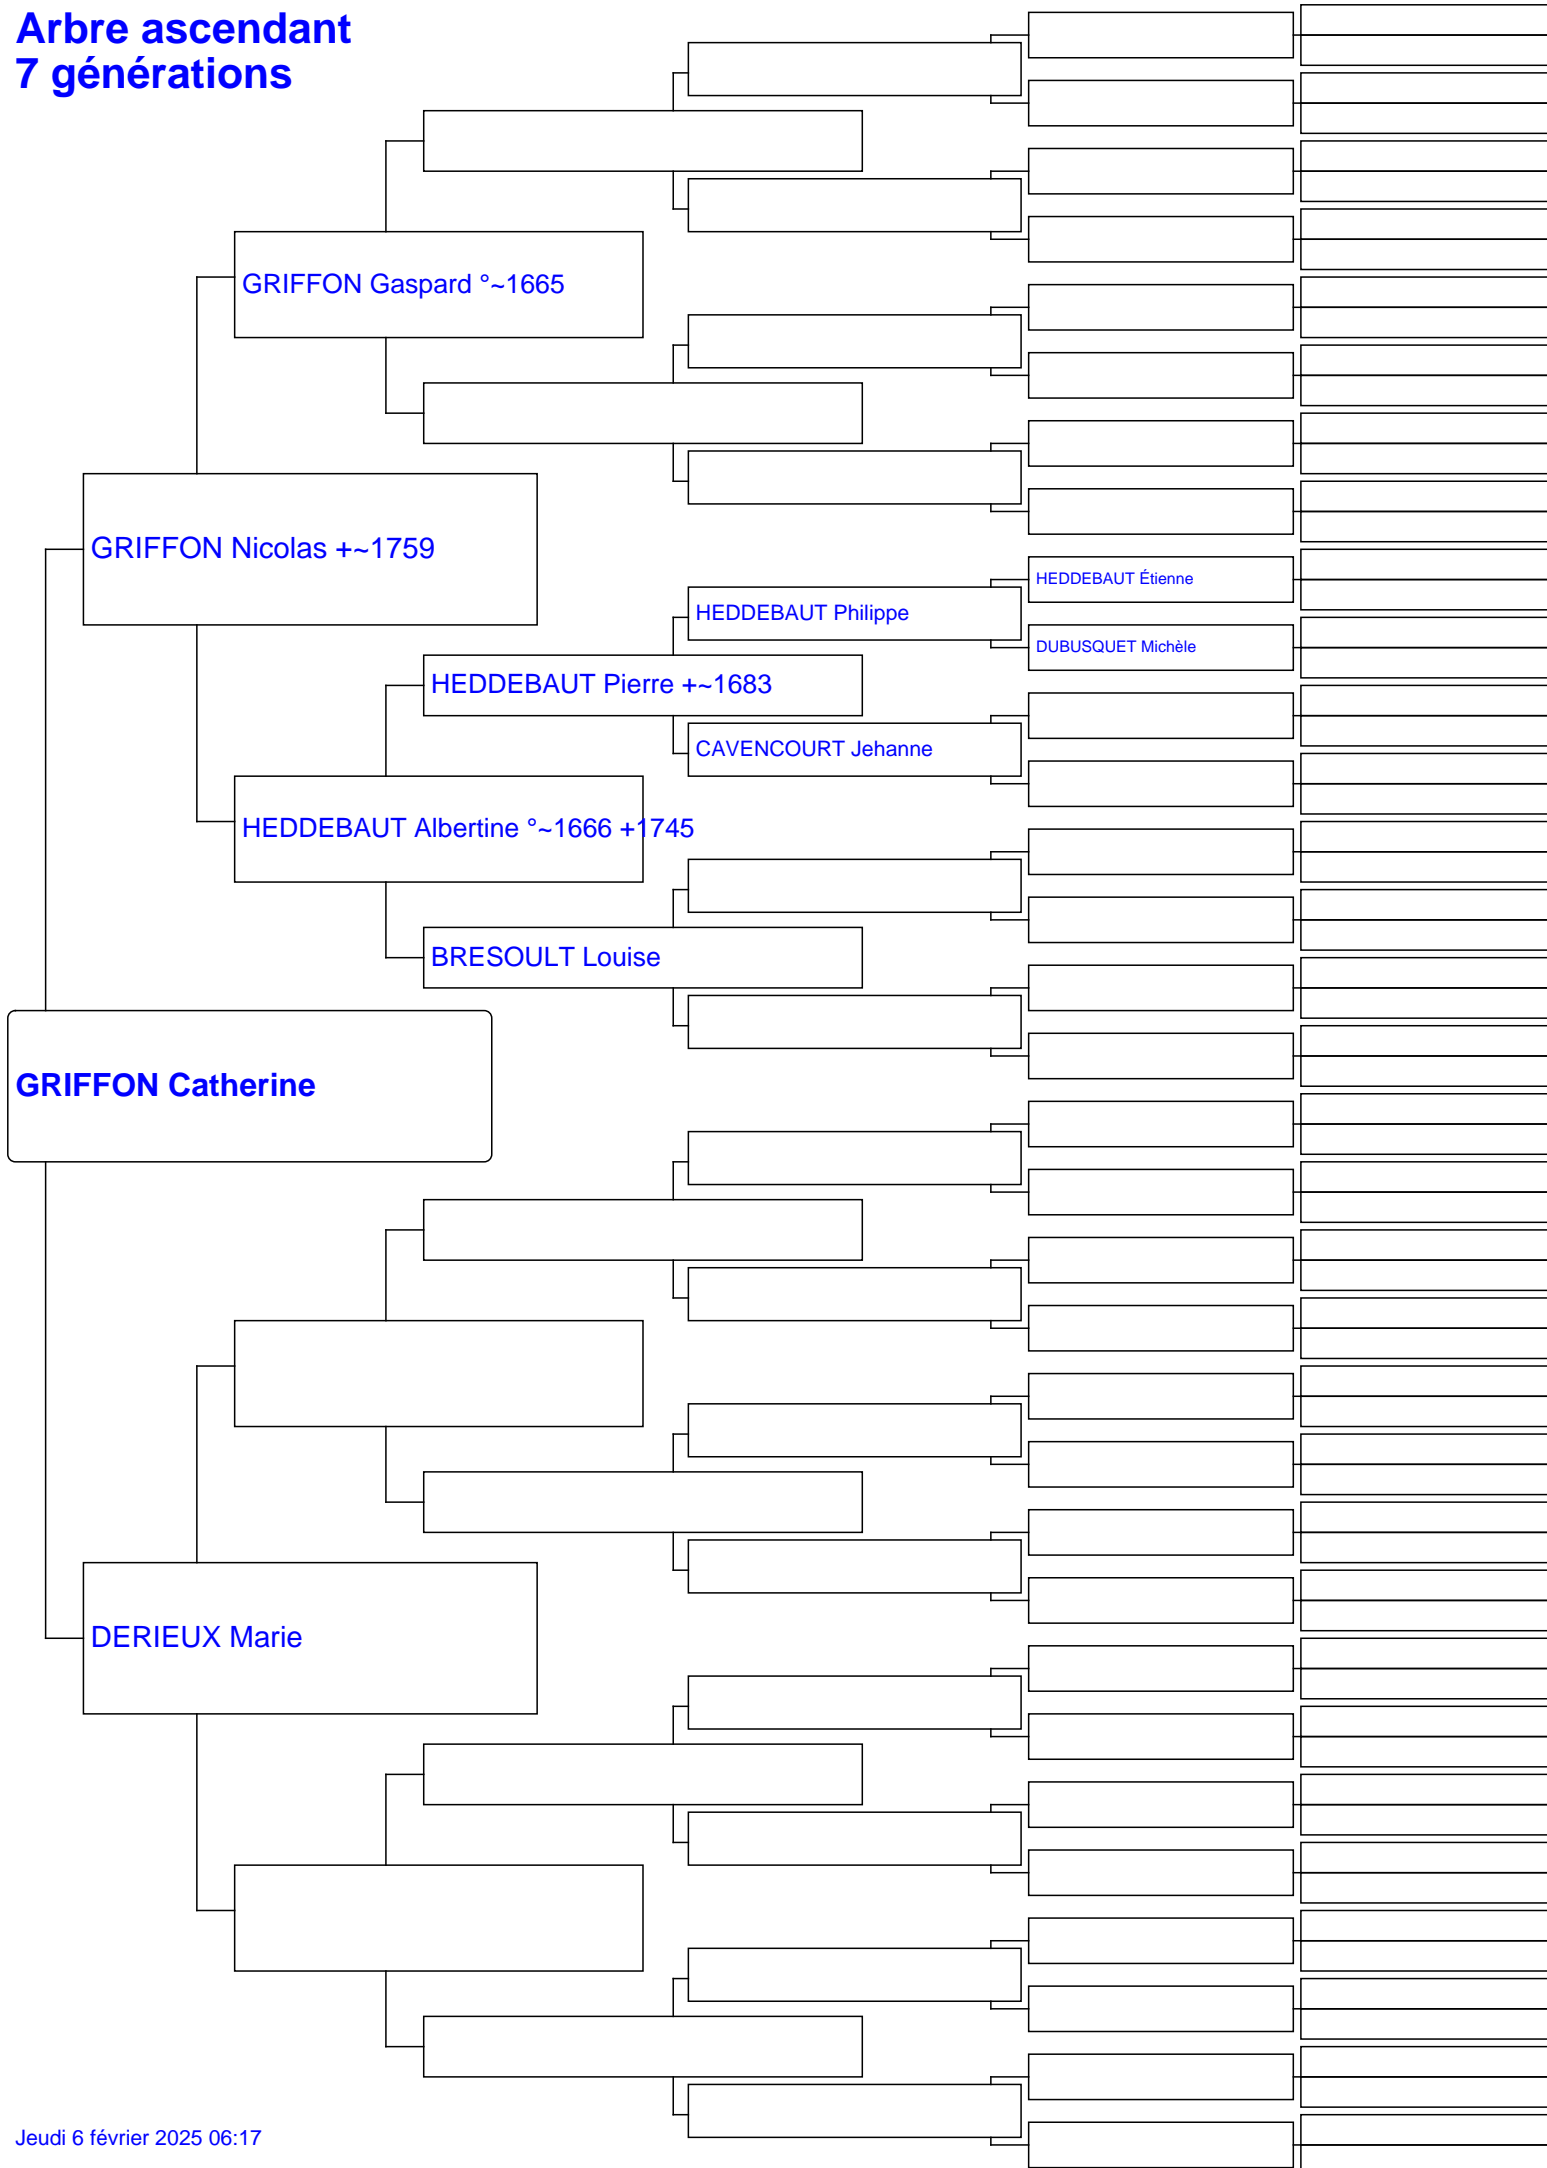 Arbre ascendant
7 générations
GRIFFON Gaspard °~1665
GRIFFON Nicolas +~1759
HEDDEBAUT Étienne
HEDDEBAUT Philippe
DUBUSQUET Michèle
HEDDEBAUT Pierre +~1683
CAVENCOURT Jehanne
HEDDEBAUT Albertine °~1666 +1745
BRESOULT Louise
GRIFFON Catherine
DERIEUX Marie
Jeudi 6 février 2025 06:17